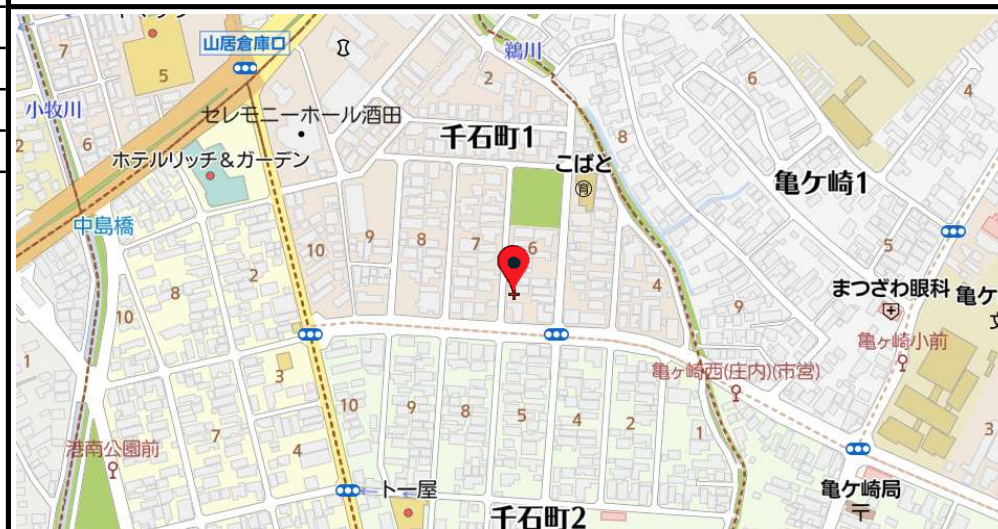 7
5
山居倉庫口
鵜川
2
6
4
小牧川
セレモニーホール酒田
千石町1
8
2
6
ホテルリッチ&ガーデン
こばと
育
亀ケ崎1
中島橋
10
9
8
7
6
5
2
4
まつざわ眼科
亀ケ
8
9
10
1
亀ヶ崎小前
亀ヶ崎西(庄内)(市営)
3
10
9
8
5
4
1
7
港南公園前
4
3
トー屋
亀ケ崎局
千石町2